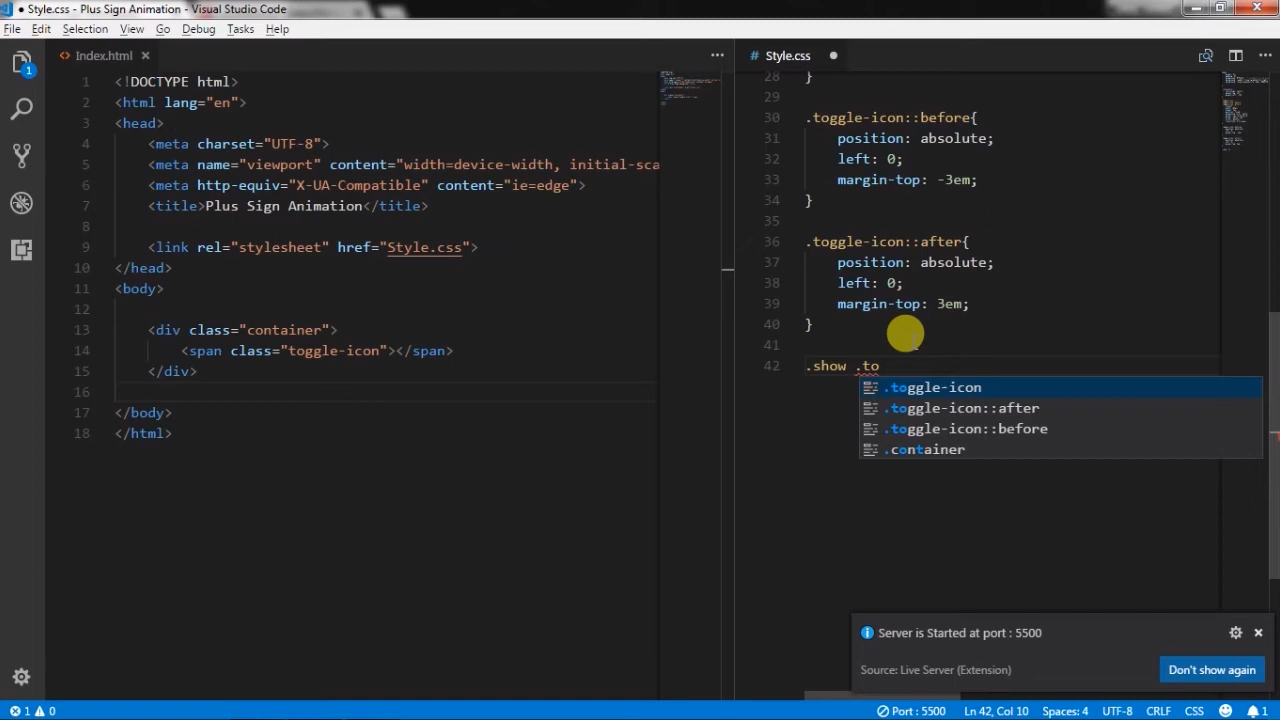 ● Style.css - Plus Sign Animation - Visual Studio Code
File Edit Selection View Go Debug Tasks Help
1
Index.html ×
1 <!DOCTYPE html>
2 <html lang="en">
3 <head>
4 <meta charset="UTF-8">
5 <meta name="viewport" content="width=device-width, initial-sca
6 <meta http-equiv="X-UA-Compatible" content="ie=edge">
7 <title>Plus Sign Animation</title>
8
9 <link rel="stylesheet" href="Style.css">
10 </head>
11 <body>
12
13 <div class="container">
14 <span class="toggle-icon"></span>
15 </div>
16
17 </body>
18 </html>
# Style.css ●
28 }
29
30 .toggle-icon::before{
31 position: absolute;
32 left: 0;
33 margin-top: -3em;
34 }
35
36 .toggle-icon::after{
37 position: absolute;
38 left: 0;
39 margin-top: 3em;
40 }
41
42 .show .to
.toggle-icon
.toggle-icon::after
.toggle-icon::before
.container
Server is Started at port : 5500
Source: Live Server (Extension)
Don't show again
1 0 Port : 5500 Ln 42, Col 10 Spaces: 4 UTF-8 CRLF CSS 1